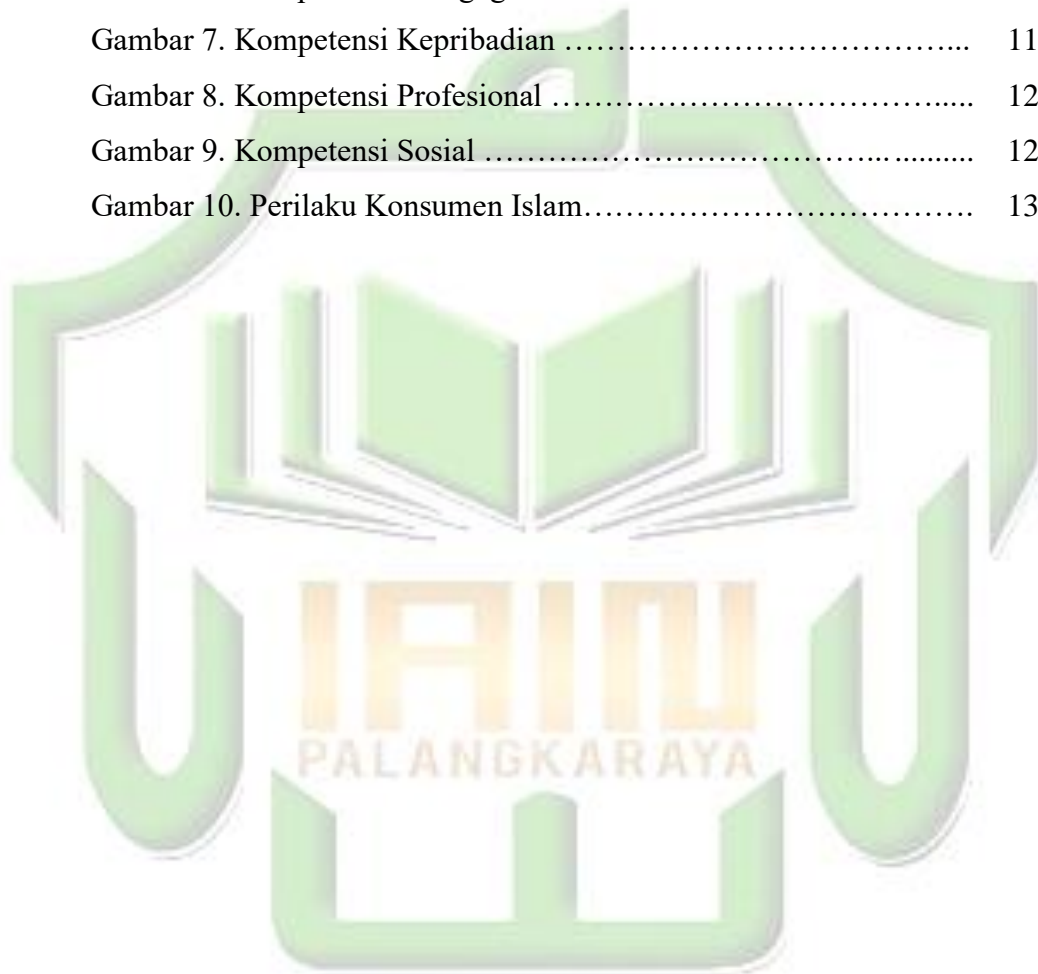 Gambar 7. Kompetensi Kepribadian ………………………………... 11
Gambar 8. Kompetensi Profesional ………………………………..... 12
Gambar 9. Kompetensi Sosial ………………………………... .......... 12
Gambar 10. Perilaku Konsumen Islam………………………………. 13
IAIN
PALANGKARAYA